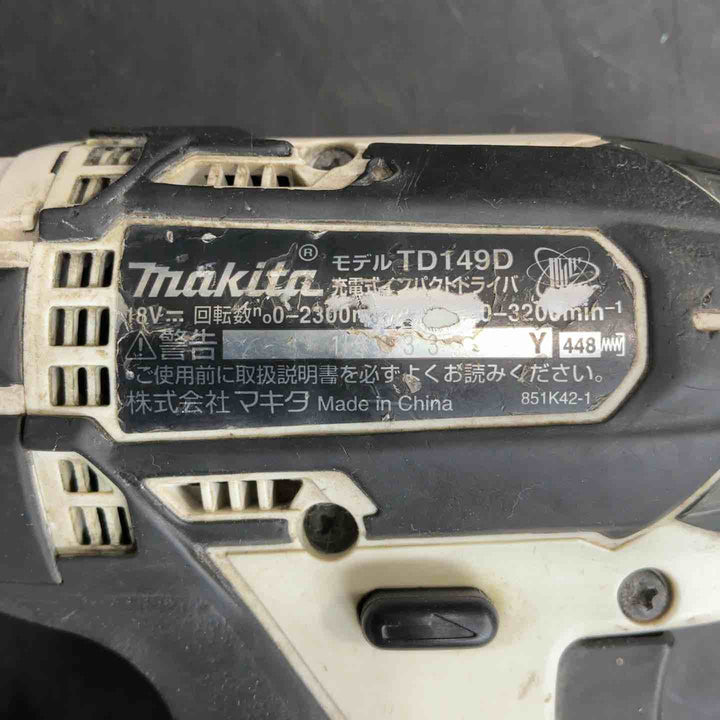 makita® モデル TD149D
充電式インパクトドライバ
18V 回転数 n₀0-2300 0-3200min⁻¹
⚠警告 Y 448
・ご使用前に取扱説明書を必ずよくお読みください。
株式会社 マキタ Made in China 851K42-1